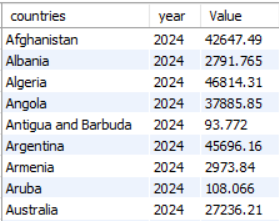 countries year Value
Afghanistan 2024 42647.49
Albania 2024 2791.765
Algeria 2024 46814.31
Angola 2024 37885.85
Antigua and Barbuda 2024 93.772
Argentina 2024 45696.16
Armenia 2024 2973.84
Aruba 2024 108.066
Australia 2024 27236.21